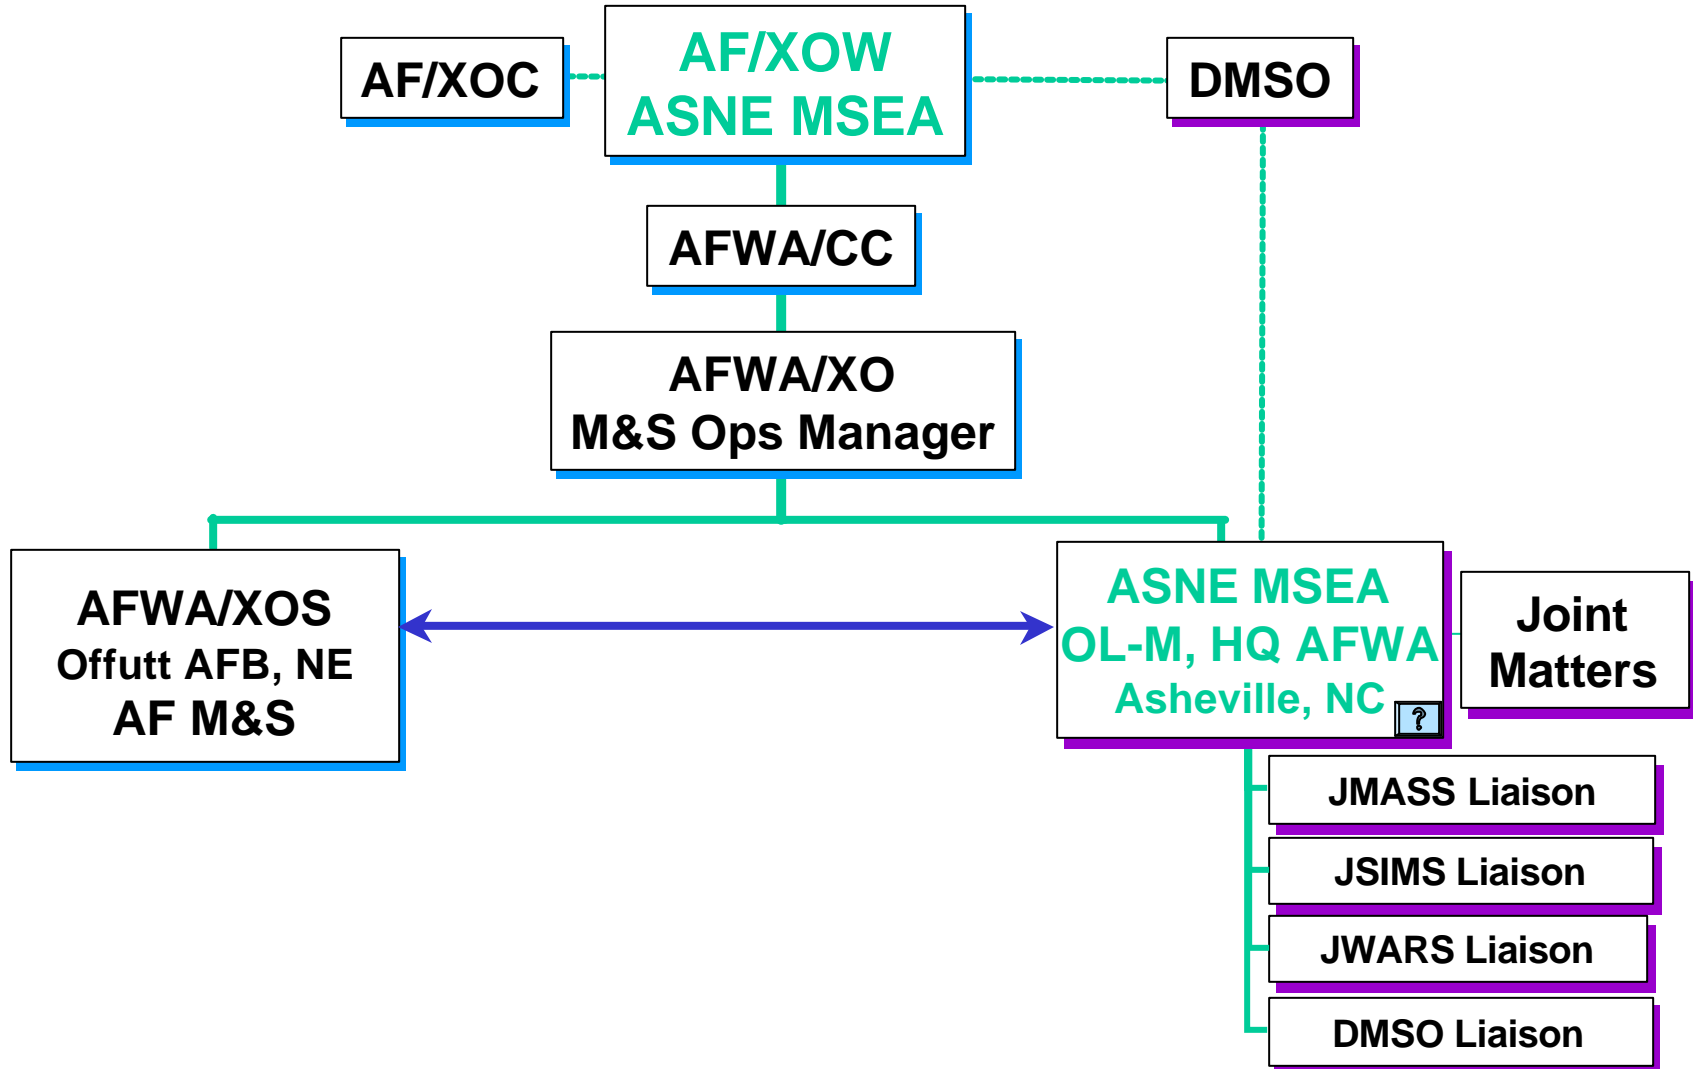 AF/XOC
AF/XOW
ASNE MSEA
DMSO
AFWA/CC
AFWA/XO
M&S Ops Manager
AFWA/XOS
Offutt AFB, NE
AF M&S
ASNE MSEA
OL-M, HQ AFWA
Asheville, NC
?
Joint
Matters
JMASS Liaison
JSIMS Liaison
JWARS Liaison
DMSO Liaison